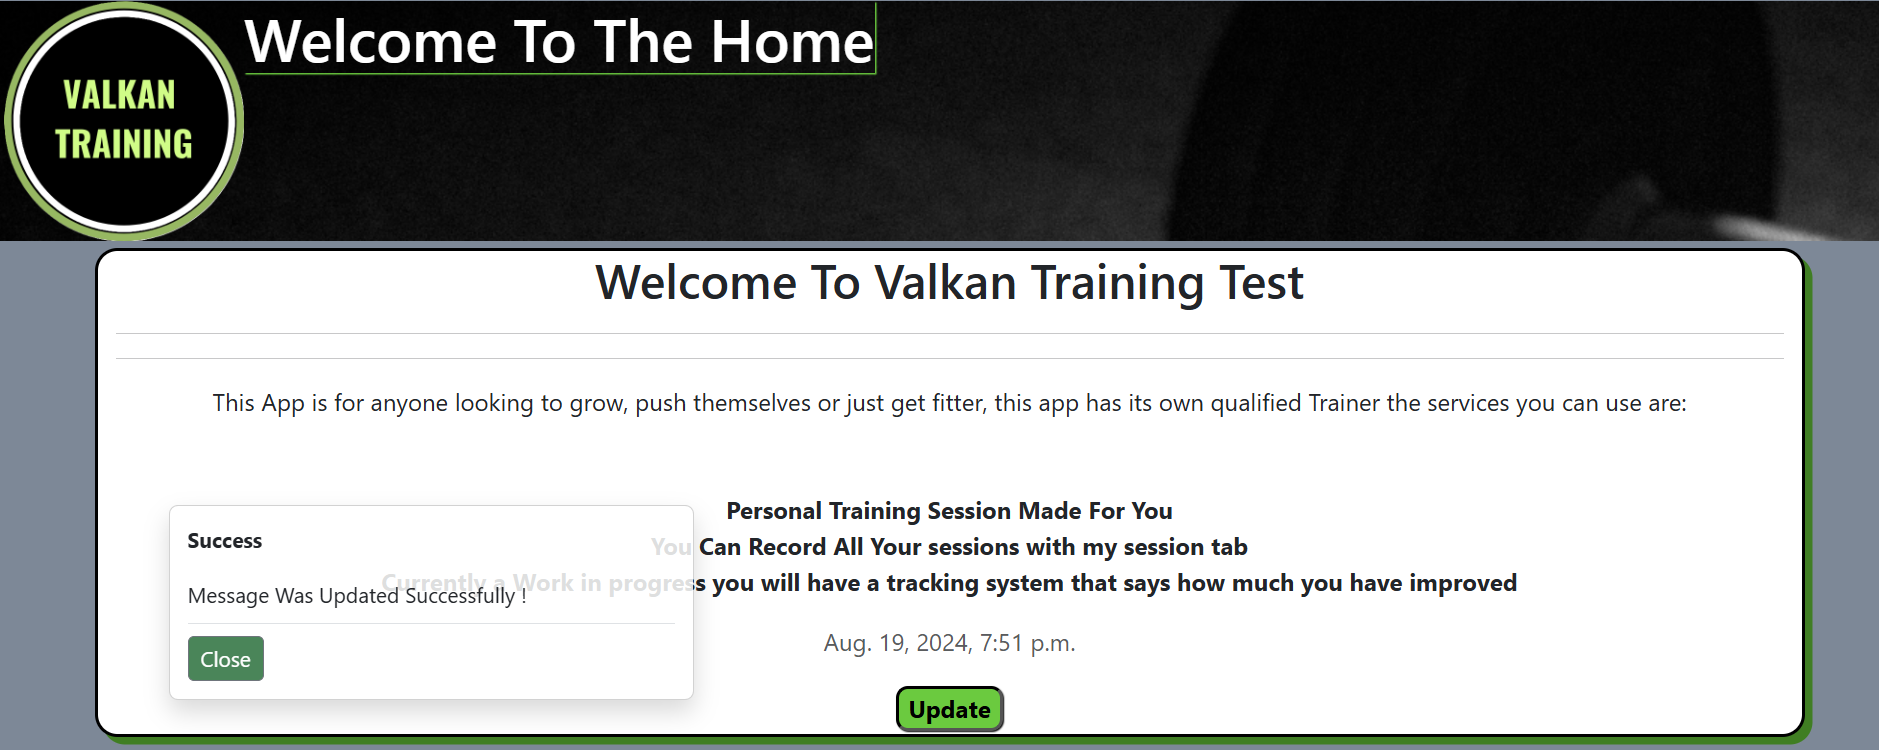 VALKAN
TRAINING
Welcome To The Home
Welcome To Valkan Training Test
This App is for anyone looking to grow, push themselves or just get fitter, this app has its own qualified Trainer the services you can use are:
Personal Training Session Made For You
You Can Record All Your sessions with my session tab
Currently a Work in progress you will have a tracking system that says how much you have improved
Success
Message Was Updated Successfully !
Close
Aug. 19, 2024, 7:51 p.m.
Update